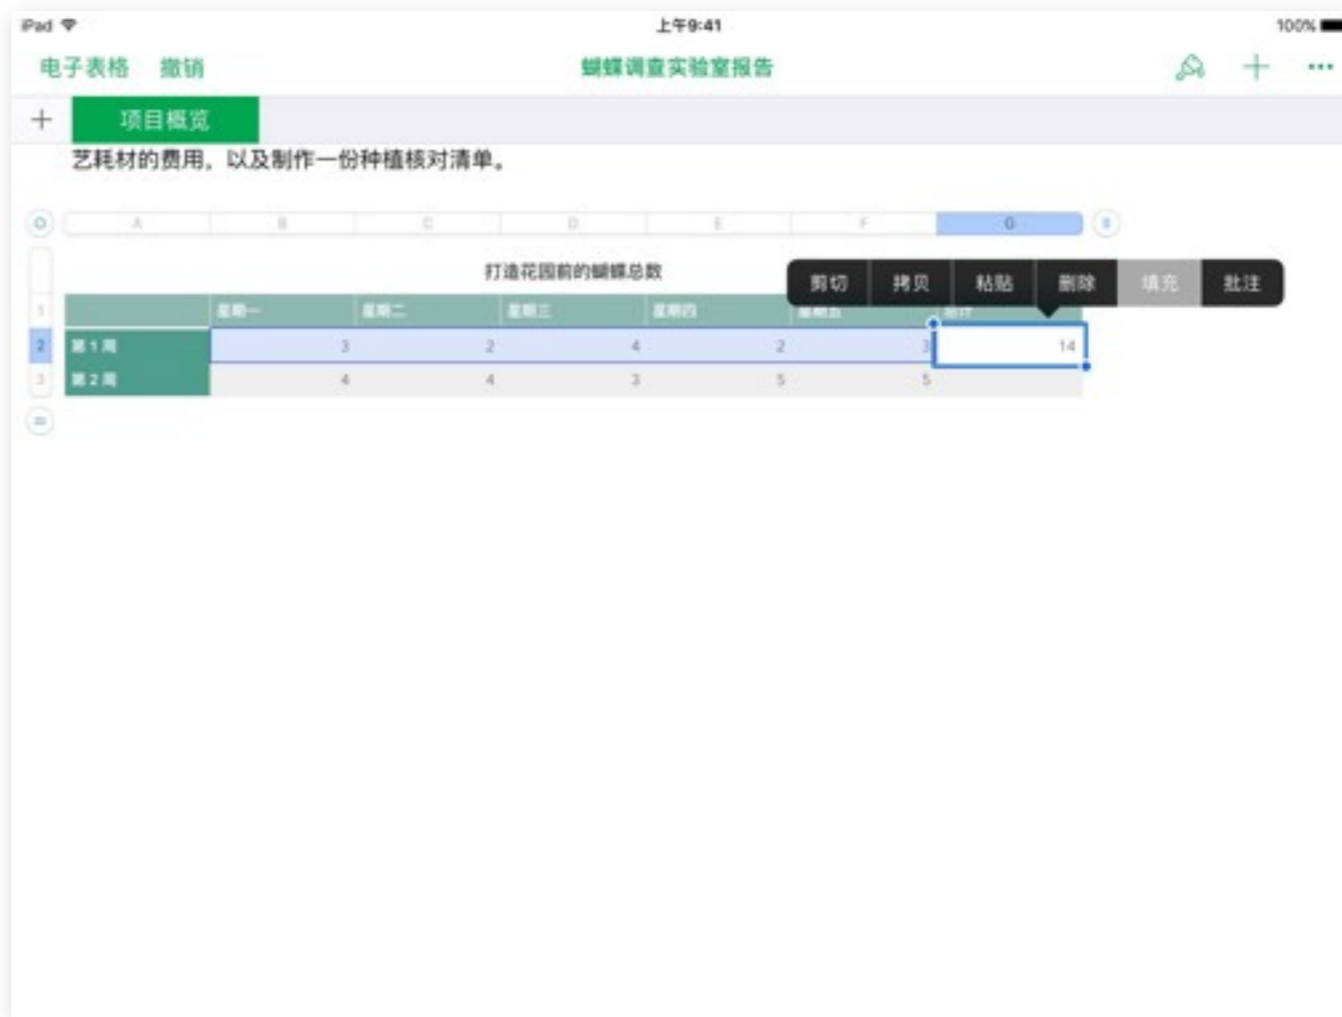 iPad 上午9:41 100%
电子表格 撤销 蝴蝶调查实验室报告
项目概览
艺耗材的费用，以及制作一份种植核对清单。
A B C D E F G
打造花园前的蝴蝶总数
剪切 拷贝 粘贴 删除 填充 批注
1 星期一 星期二 星期三 星期四 星期五 总计
2 第 1 周 3 2 4 2 3 14
3 第 2 周 4 4 3 5 5